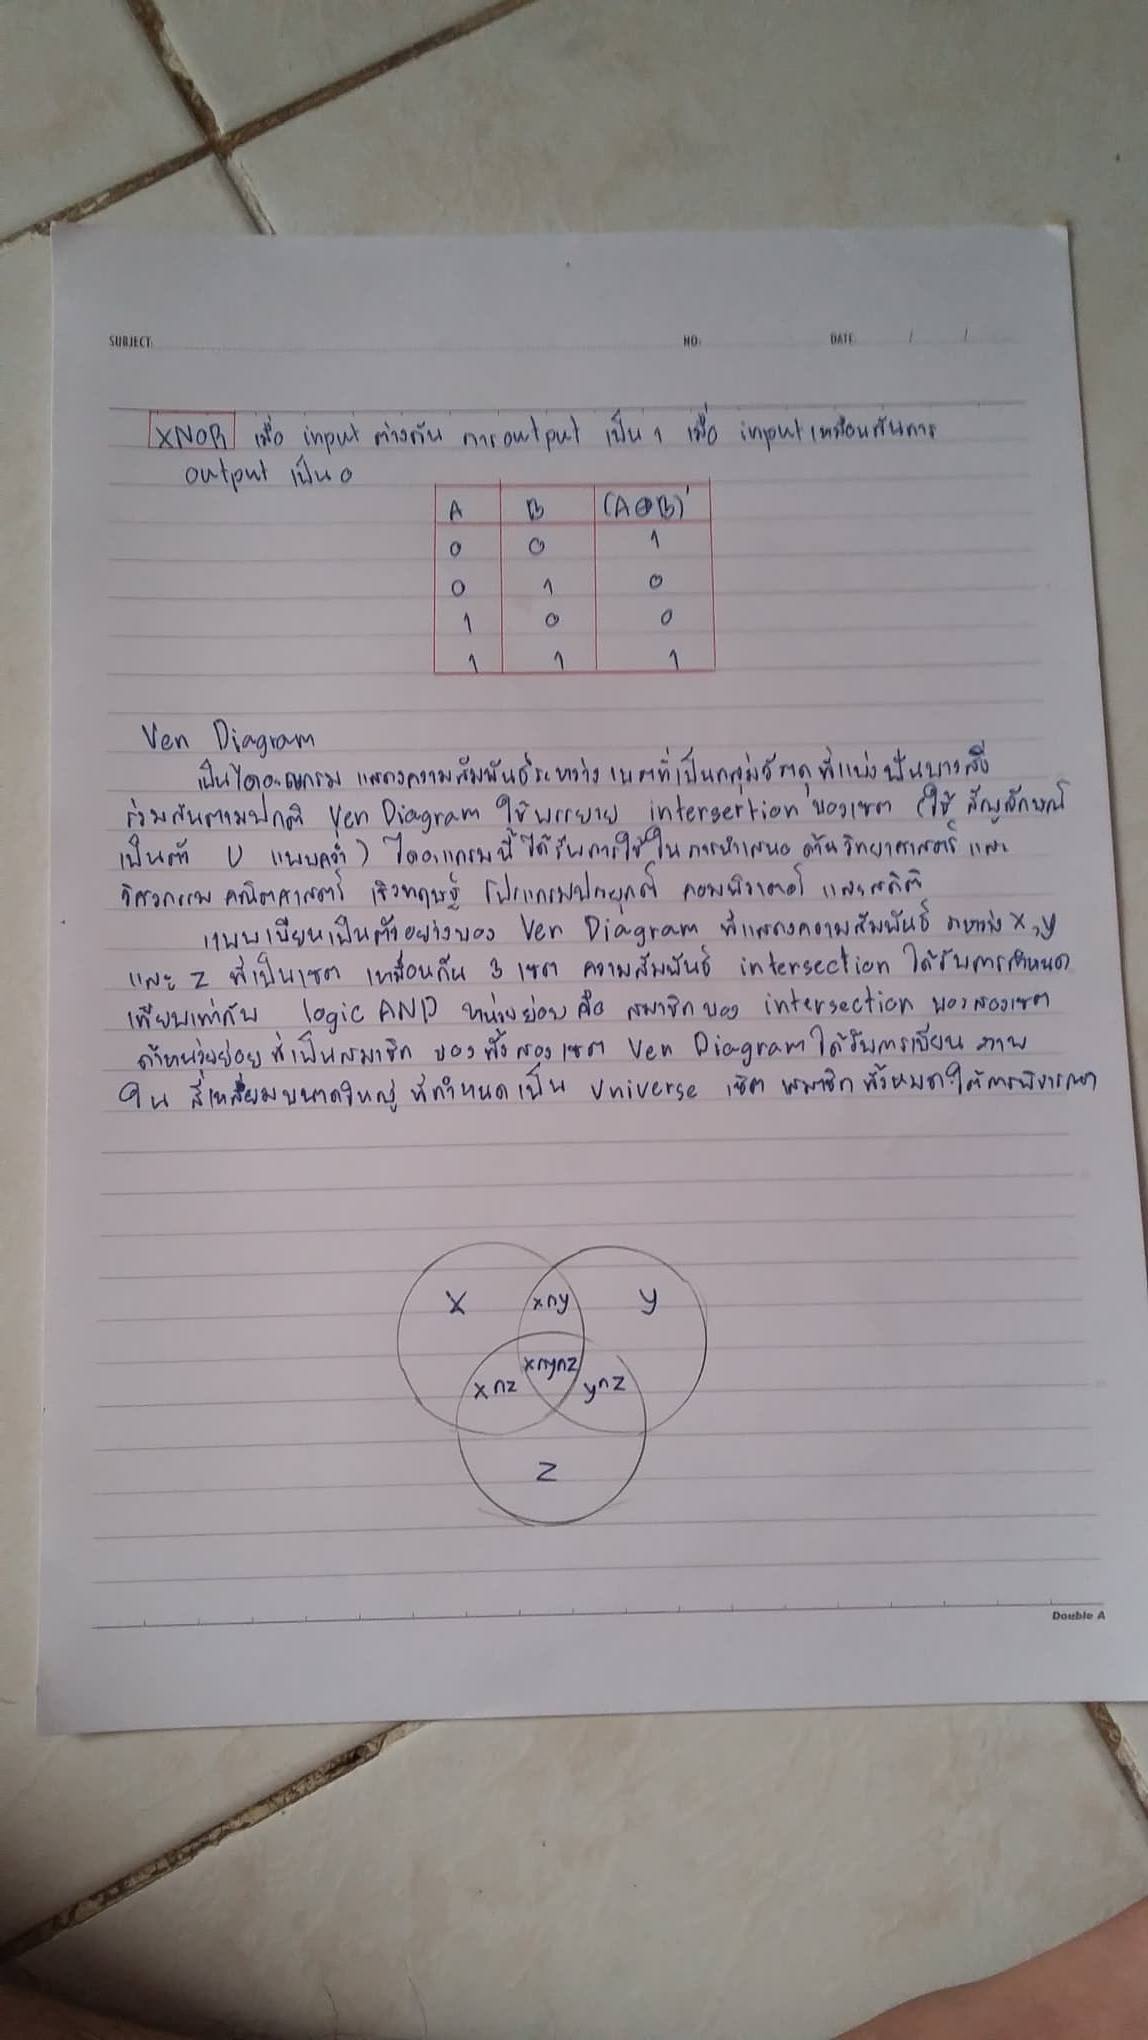 SUBJECT: NO: DATE / /
XNOR เมื่อ input ต่างกัน การ output เป็น 1 เมื่อ input เหมือนกันการ
output เป็น 0
A B (A⊕B)'
0 0 1
0 1 0
1 0 0
1 1 1
Ven Diagram
เป็นไดอะแกรม แสดงความสัมพันธ์ระหว่าง เซตที่เป็นกลุ่มวัตถุ ที่แบ่งปันบางสิ่ง
ร่วมกันตามปกติ Ven Diagram ใช้ intersertion ของเซต (ใช้ สัญลักษณ์
เป็นตัว U แบบคว่ำ) ไดอะแกรมนี้ ได้รับการใช้ใน การนำเสนอ ด้านวิทยาศาสตร์ และ
วิศวกรรม คณิตศาสตร์ เชิงทฤษฎี โปรแกรมประยุกต์ คอมพิวเตอร์ และสถิติ
แบบเขียนเป็นตัวอย่างของ Ven Diagram ที่แสดงความสัมพันธ์ ระหว่าง x,y
และ z ที่เป็นเซต เหมือนกัน 3 เซต ความสัมพันธ์ intersection ได้รับการกำหนด
เทียบเท่ากับ logic AND หน่วยย่อย คือ สมาชิกของ intersection ของสองเซต
ถ้าหน่วยย่อย ที่เป็นสมาชิก ของ ทั้งสอง เซต Ven Diagram ได้รับการเขียน ภาพ
ใน สี่เหลี่ยมขนาดใหญ่ ที่กำหนดเป็น Universe เซ็ต สมาชิก ทั้งหมด ให้การพิจารณา
x x∩y y
x∩y∩z
x∩z y∩z
z
Double A